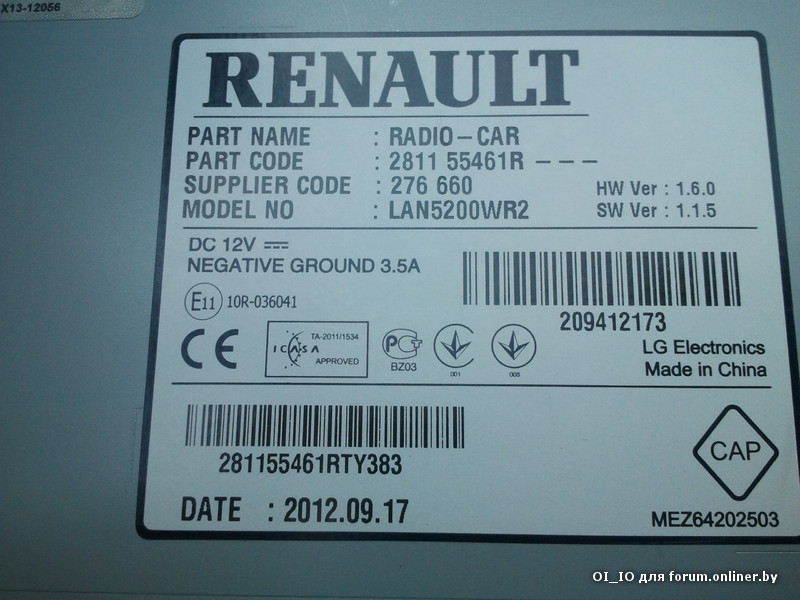 X13-12056
RENAULT
PART NAME : RADIO-CAR
PART CODE : 2811 55461R ---
SUPPLIER CODE : 276 660
HW Ver : 1.6.0
MODEL NO : LAN5200WR2
SW Ver : 1.1.5
DC 12V
NEGATIVE GROUND 3.5A
E11 10R-036041
209412173
CE
TA-2011/1534
ICASA
APPROVED
PCT
BZ03
001
003
LG Electronics
Made in China
281155461RTY383
CAP
DATE : 2012.09.17
MEZ64202503
OI_IO для forum.onliner.by